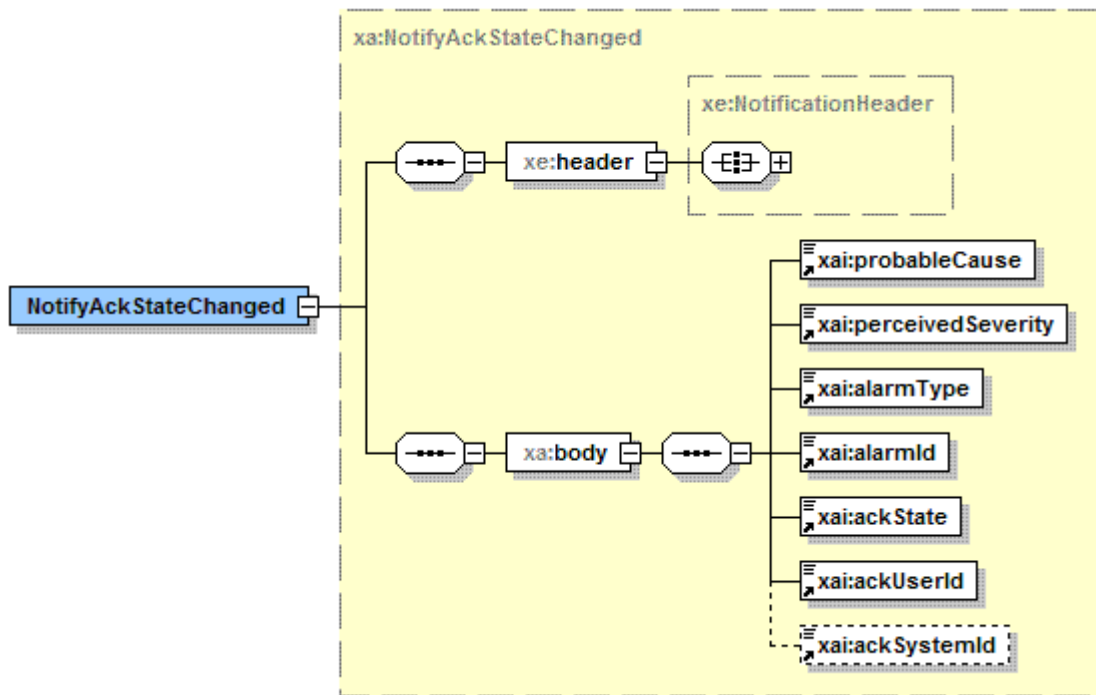 xa:NotifyAckStateChanged
xe:NotificationHeader
xe:header
xai:probableCause
NotifyAckStateChanged
xai:perceivedSeverity
xai:alarmType
xa:body
xai:alarmId
xai:ackState
xai:ackUserId
xai:ackSystemId